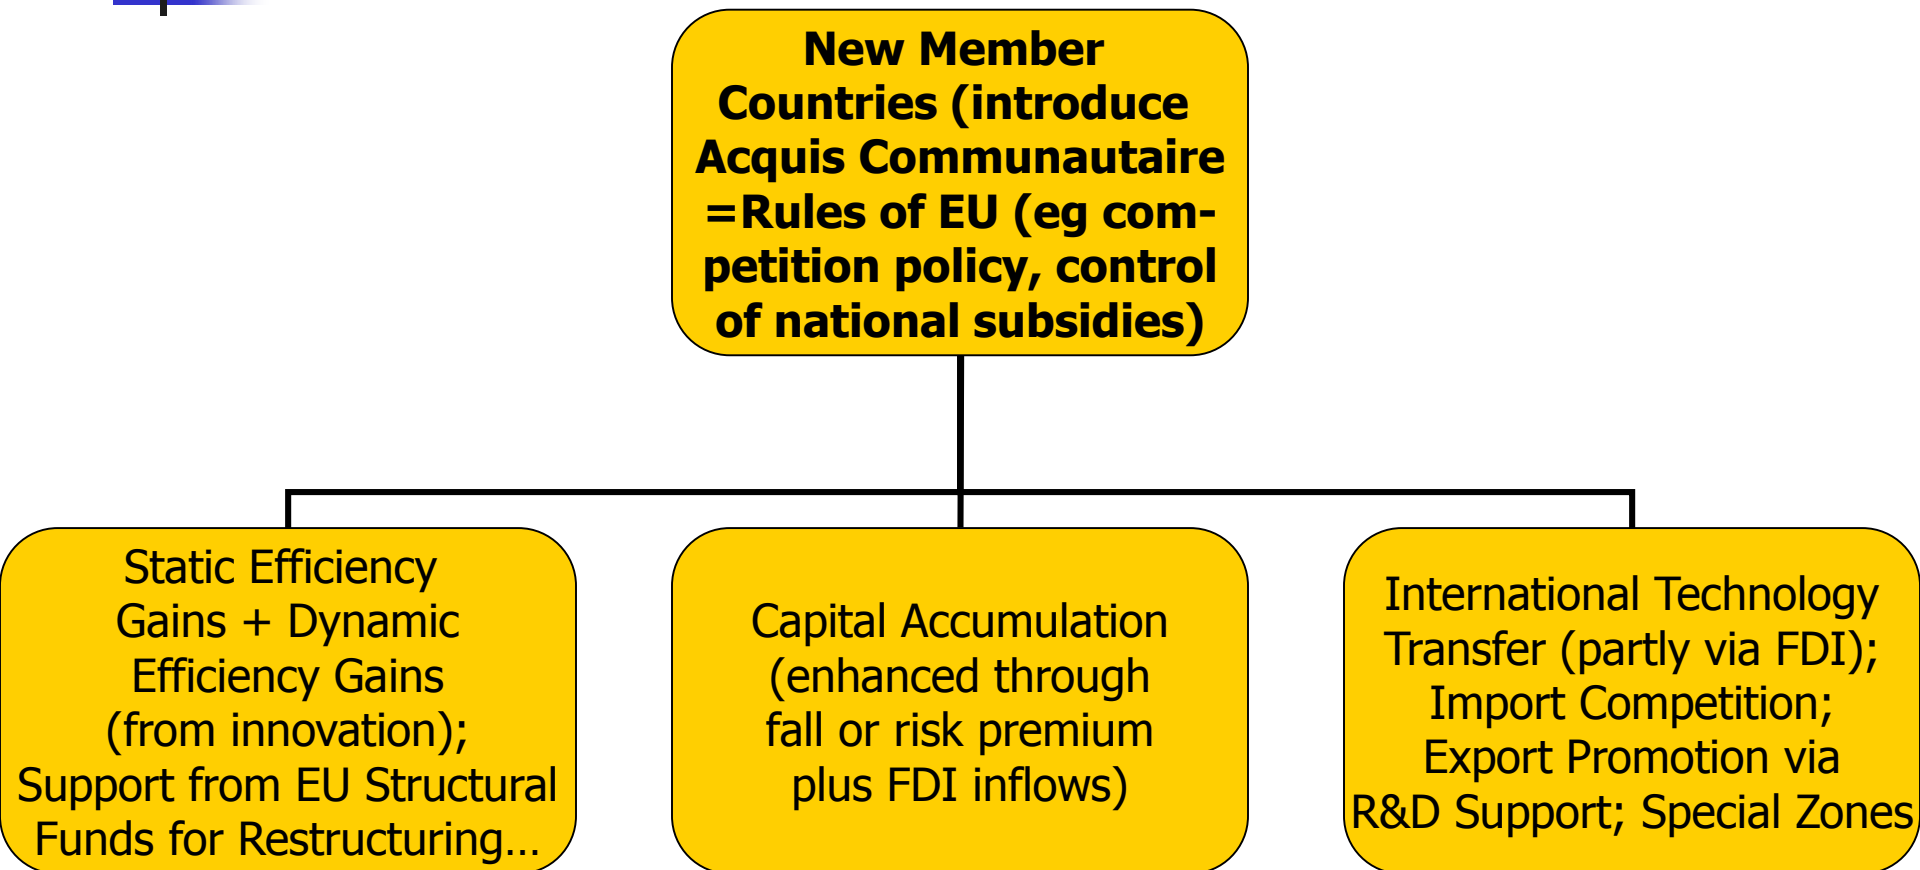 New Member
Countries (introduce
Acquis Communautaire
=Rules of EU (eg com-
petition policy, control
of national subsidies)
Static Efficiency
Gains + Dynamic
Efficiency Gains
(from innovation);
Support from EU Structural
Funds for Restructuring…
Capital Accumulation
(enhanced through
fall or risk premium
plus FDI inflows)
International Technology
Transfer (partly via FDI);
Import Competition;
Export Promotion via
R&D Support; Special Zones